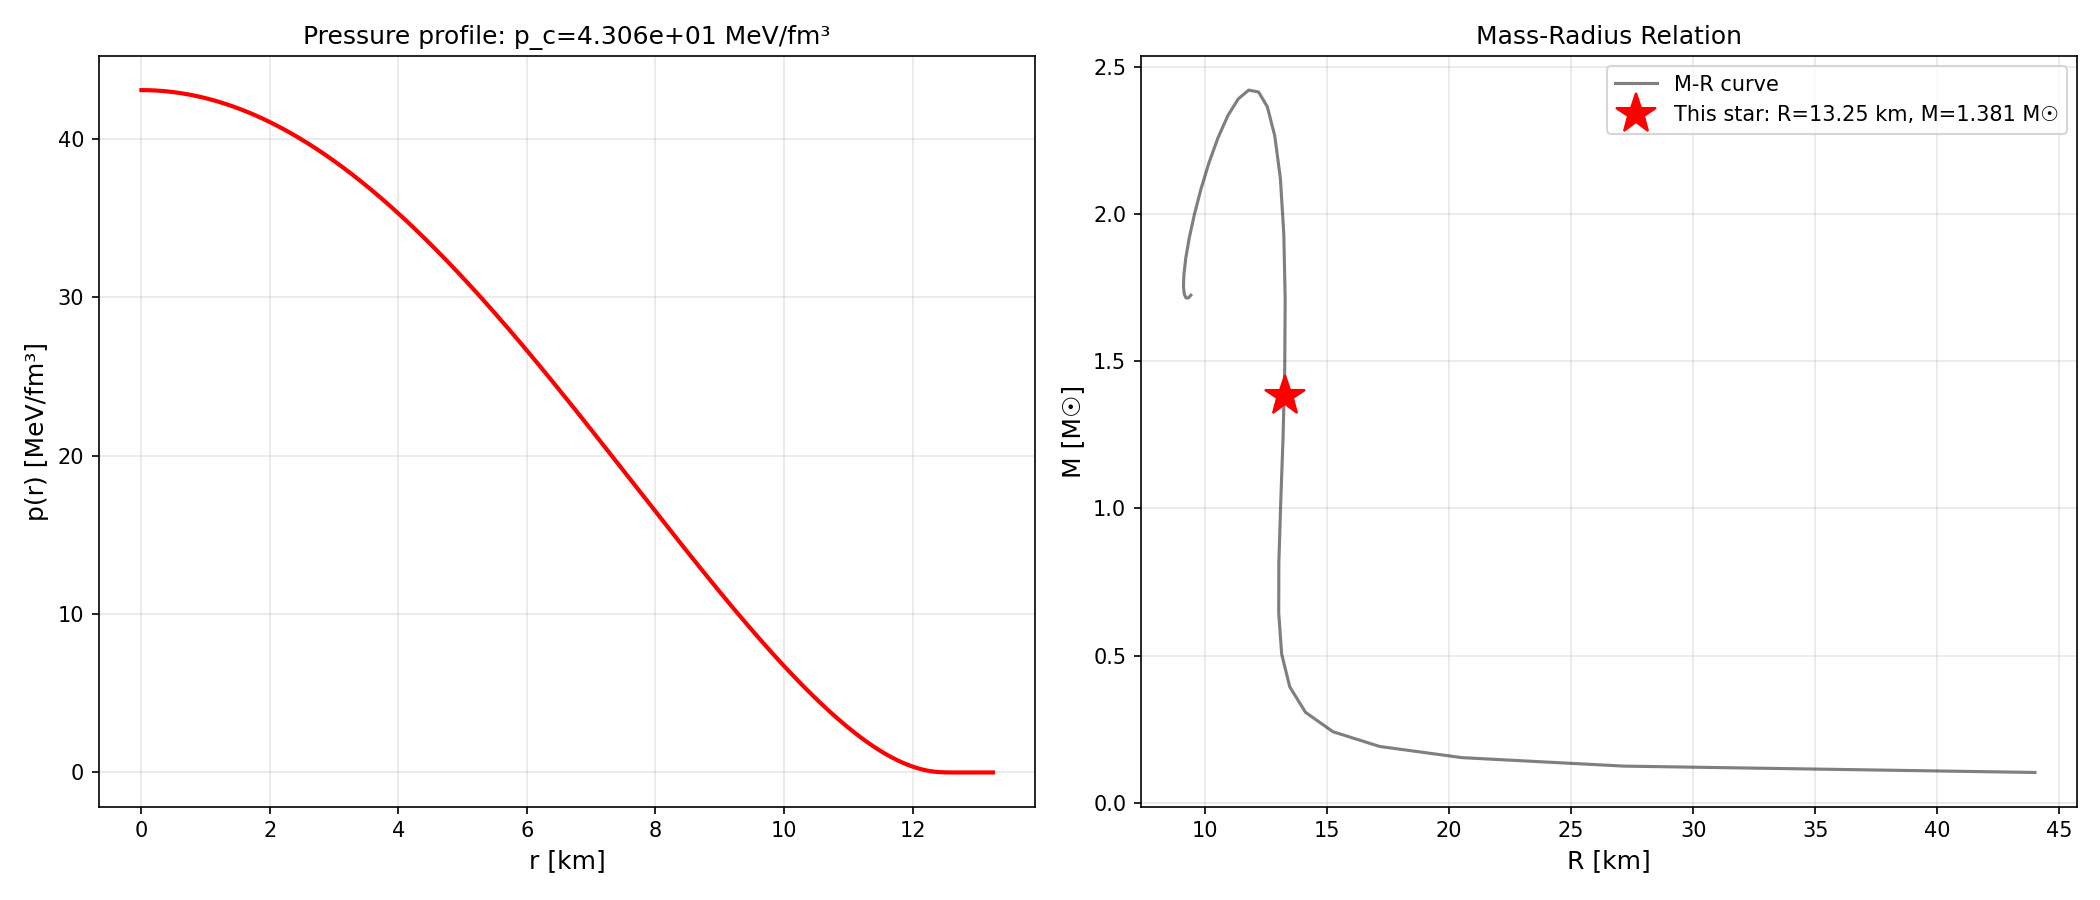 Pressure profile: p_c=4.306e+01 MeV/fm³
p(r) [MeV/fm³]
40
30
20
10
0
0 2 4 6 8 10 12
r [km]
Mass-Radius Relation
M-R curve
This star: R=13.25 km, M=1.381 M☉
M [M☉]
2.5
2.0
1.5
1.0
0.5
0.0
10 15 20 25 30 35 40 45
R [km]